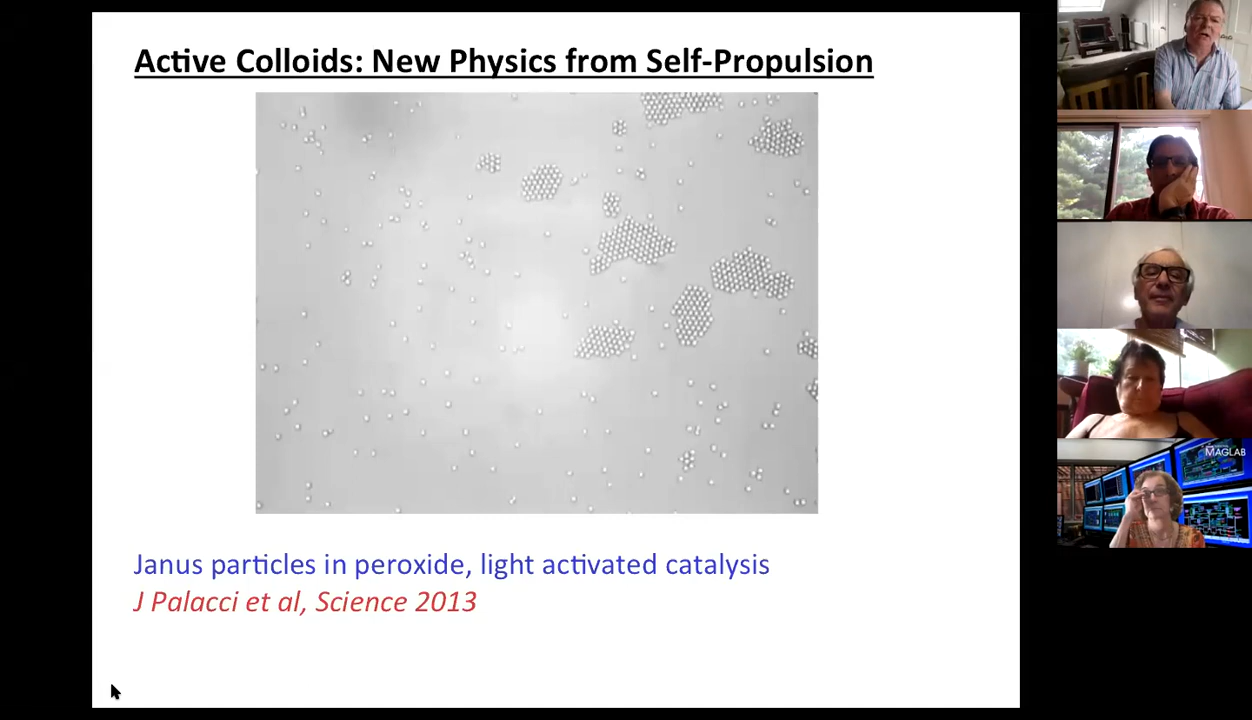 Active Colloids: New Physics from Self-Propulsion
Janus particles in peroxide, light activated catalysis
J Palacci et al, Science 2013
MAGLAB